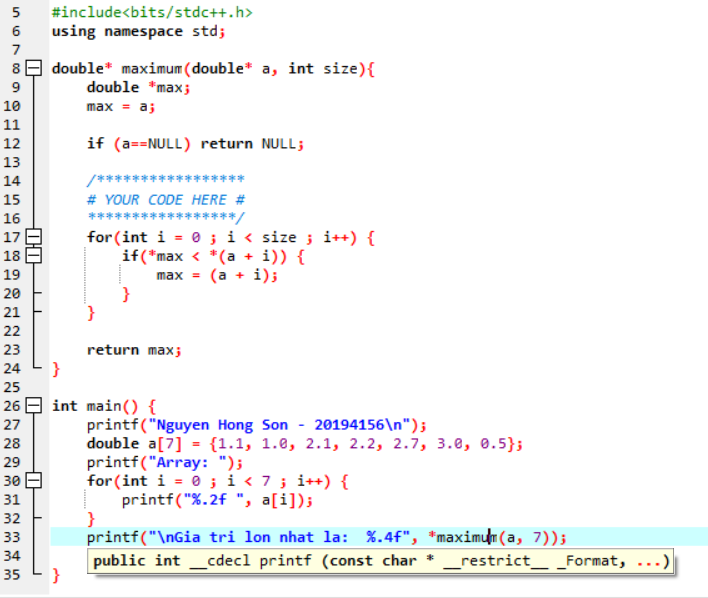 5 #include<bits/stdc++.h>
6 using namespace std;
7
8 double* maximum(double* a, int size){
9     double *max;
10     max = a;
11
12     if (a==NULL) return NULL;
13
14     /*****************
15     # YOUR CODE HERE #
16     *****************/
17     for(int i = 0 ; i < size ; i++) {
18         if(*max < *(a + i)) {
19             max = (a + i);
20         }
21     }
22
23     return max;
24 }
25
26 int main() {
27     printf("Nguyen Hong Son - 20194156\n");
28     double a[7] = {1.1, 1.0, 2.1, 2.2, 2.7, 3.0, 0.5};
29     printf("Array: ");
30     for(int i = 0 ; i < 7 ; i++) {
31         printf("%.2f ", a[i]);
32     }
33     printf("\nGia tri lon nhat la:  %.4f", *maximum(a, 7));
34     public int __cdecl printf (const char * __restrict__ _Format, ...)
35 }